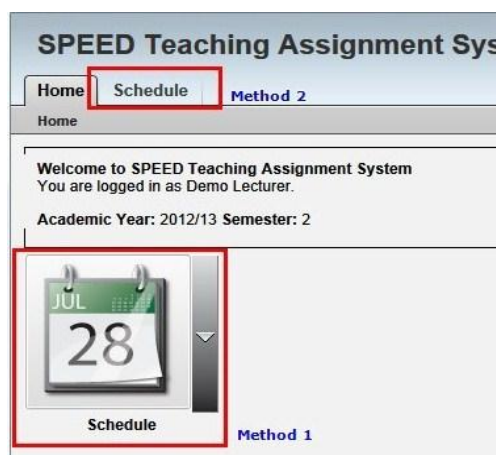 SPEED Teaching Assignment Sys
Home Schedule Method 2
Home
Welcome to SPEED Teaching Assignment System
You are logged in as Demo Lecturer.
Academic Year: 2012/13 Semester: 2
JUL
28
Schedule
Method 1